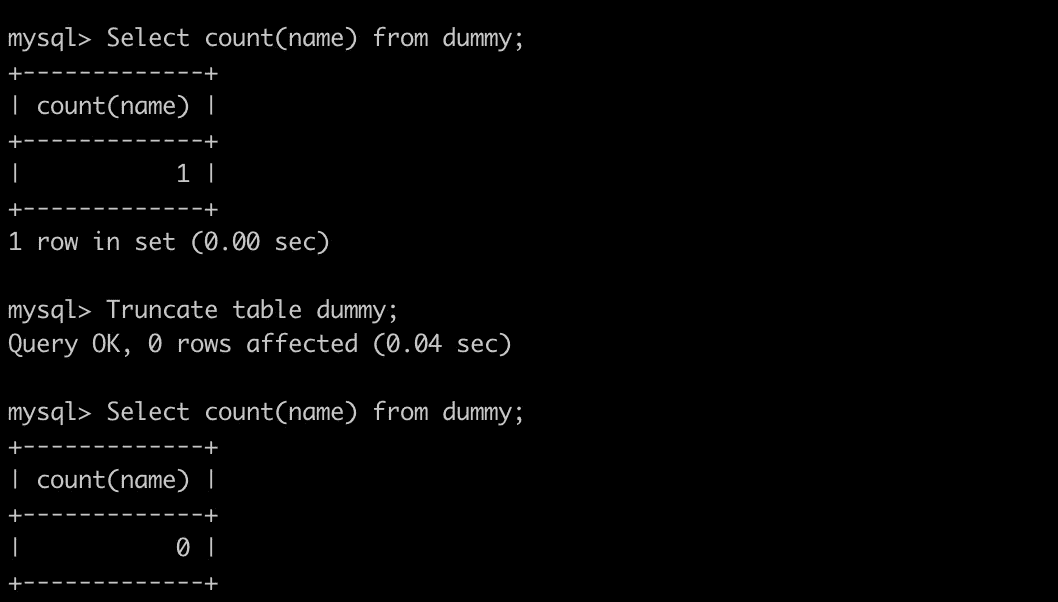 mysql> Select count(name) from dummy;
+-------------+
| count(name) |
+-------------+
|           1 |
+-------------+
1 row in set (0.00 sec)
mysql> Truncate table dummy;
Query OK, 0 rows affected (0.04 sec)
mysql> Select count(name) from dummy;
+-------------+
| count(name) |
+-------------+
|           0 |
+-------------+